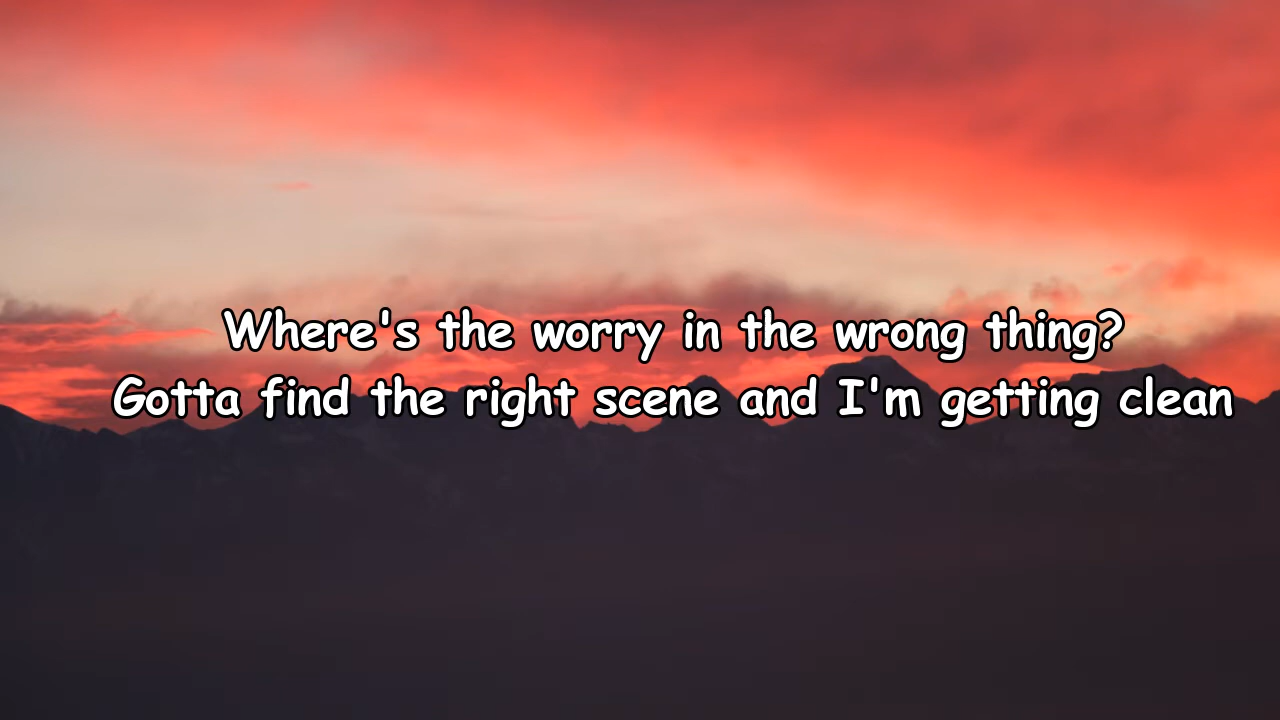 Where's the worry in the wrong thing?
Gotta find the right scene and I'm getting clean